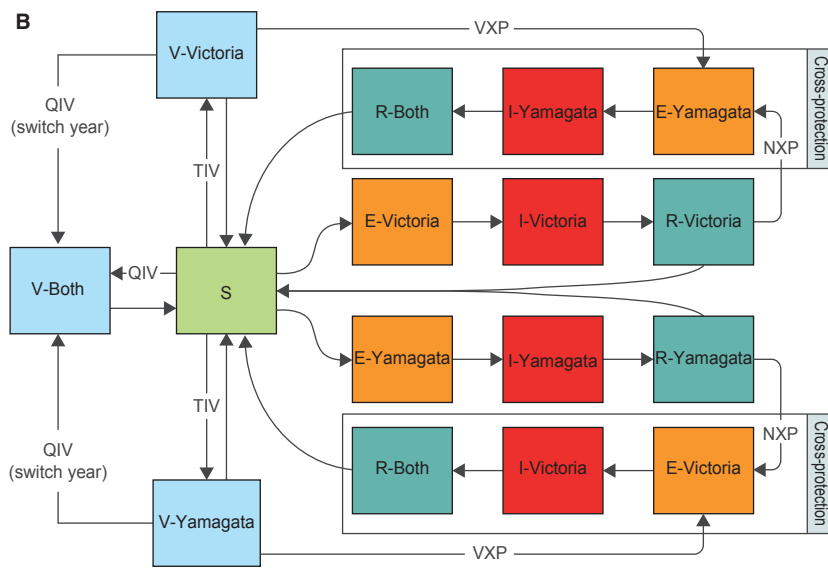 B
V-Victoria
VXP
Cross-protection
R-Both
I-Yamagata
E-Yamagata
QIV
(switch year)
TIV
NXP
E-Victoria
I-Victoria
R-Victoria
V-Both
QIV
S
E-Yamagata
I-Yamagata
R-Yamagata
TIV
NXP
QIV
(switch year)
R-Both
I-Victoria
E-Victoria
Cross-protection
V-Yamagata
VXP